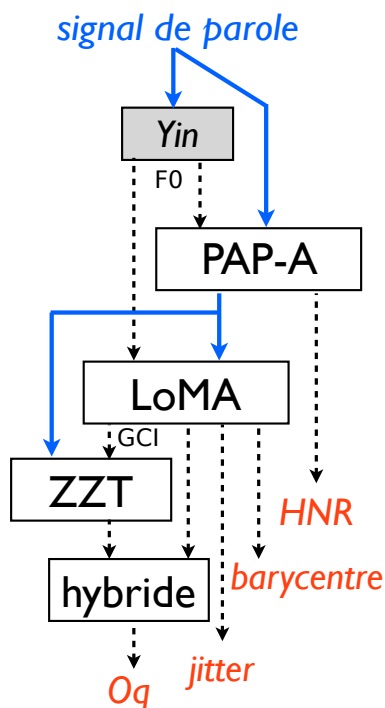 signal de parole
Yin
F0
PAP-A
LoMA
GCI
ZZT
HNR
barycentre
hybride
jitter
Oq